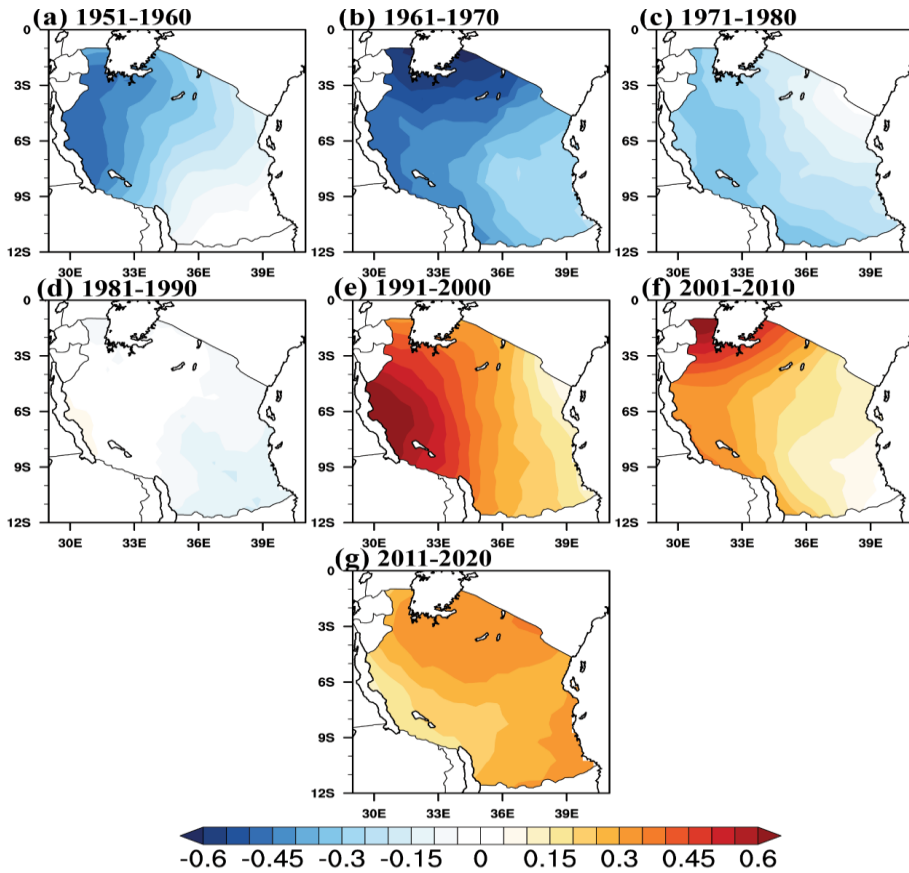 (a) 1951-1960 (b) 1961-1970 (c) 1971-1980
0 0 0
3S 3S 3S
6S 6S 6S
9S 9S 9S
12S 12S 12S
30E 33E 36E 39E 30E 33E 36E 39E 30E 33E 36E 39E
(d) 1981-1990 (e) 1991-2000 (f) 2001-2010
0 0 0
3S 3S 3S
6S 6S 6S
9S 9S 9S
12S 12S 12S
30E 33E 36E 39E 30E 33E 36E 39E 30E 33E 36E 39E
(g) 2011-2020
0
3S
6S
9S
12S
30E 33E 36E 39E
-0.6 -0.45 -0.3 -0.15 0 0.15 0.3 0.45 0.6